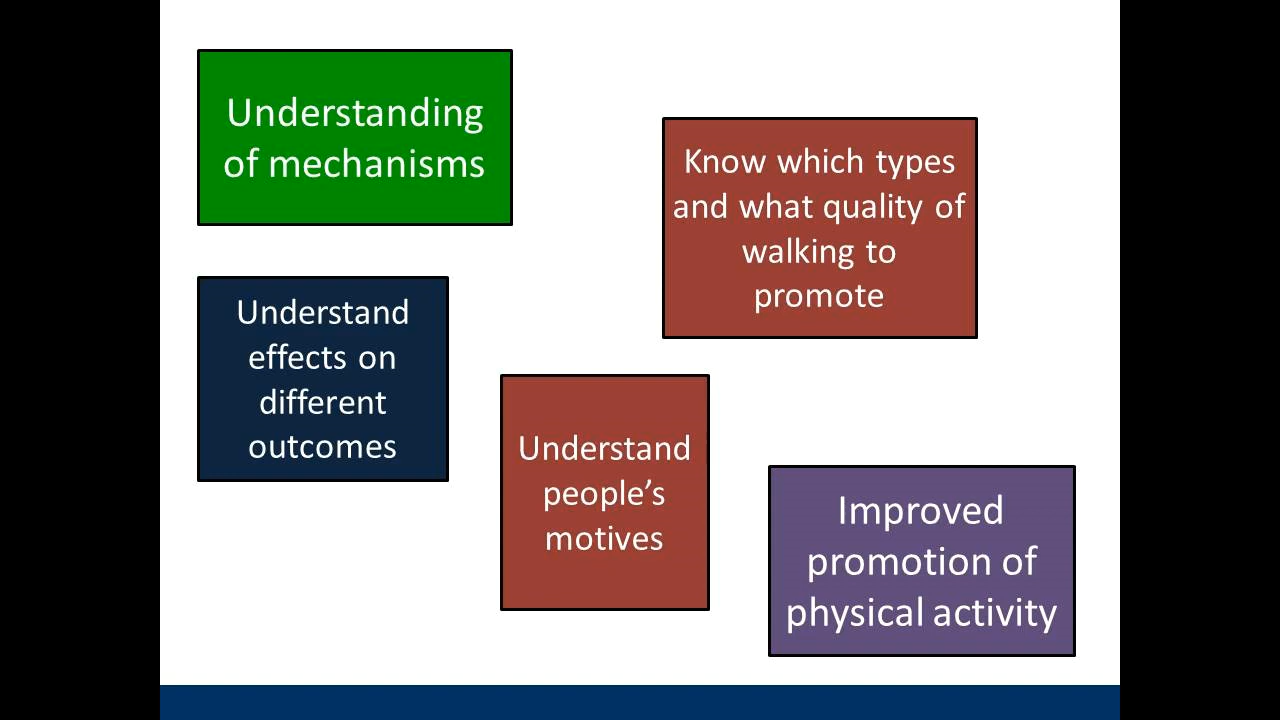 Understanding
of mechanisms
Know which types
and what quality of
walking to
promote
Understand
effects on
different
outcomes
Understand
people’s
motives
Improved
promotion of
physical activity